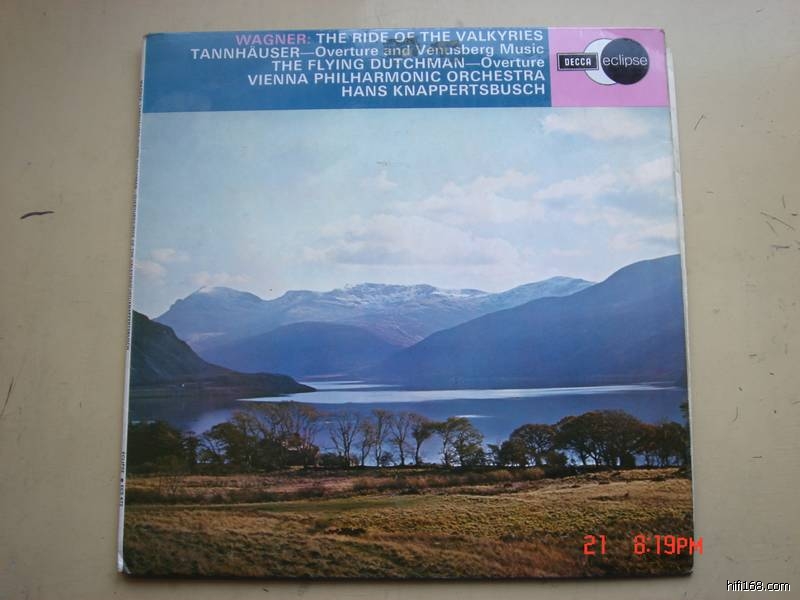 WAGNER: THE RIDE OF THE VALKYRIES
TANNHÄUSER—Overture and Venusberg Music
THE FLYING DUTCHMAN—Overture
VIENNA PHILHARMONIC ORCHESTRA
HANS KNAPPERTSBUSCH
DECCA eclipse
21 8:19PM
hifi168.com